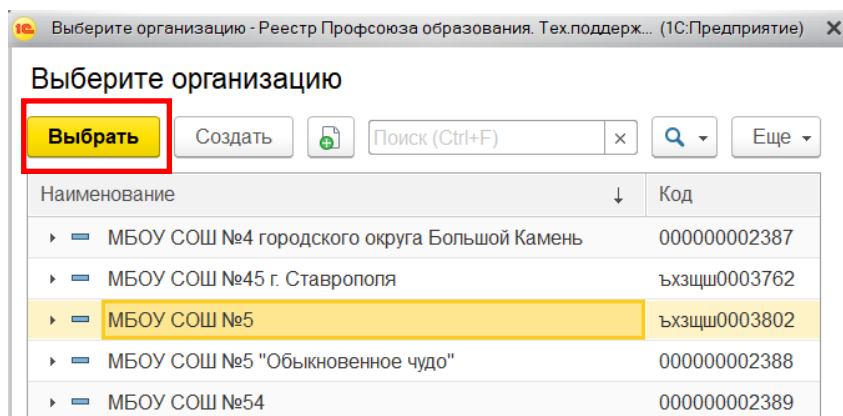 1С Выберите организацию - Реестр Профсоюза образования. Тех.поддерж... (1С:Предприятие)
Выберите организацию
Выбрать Создать Поиск (Ctrl+F) Еще
Наименование Код
МБОУ СОШ №4 городского округа Большой Камень 000000002387
МБОУ СОШ №45 г. Ставрополя ъхзщш0003762
МБОУ СОШ №5 ъхзщш0003802
МБОУ СОШ №5 "Обыкновенное чудо" 000000002388
МБОУ СОШ №54 000000002389